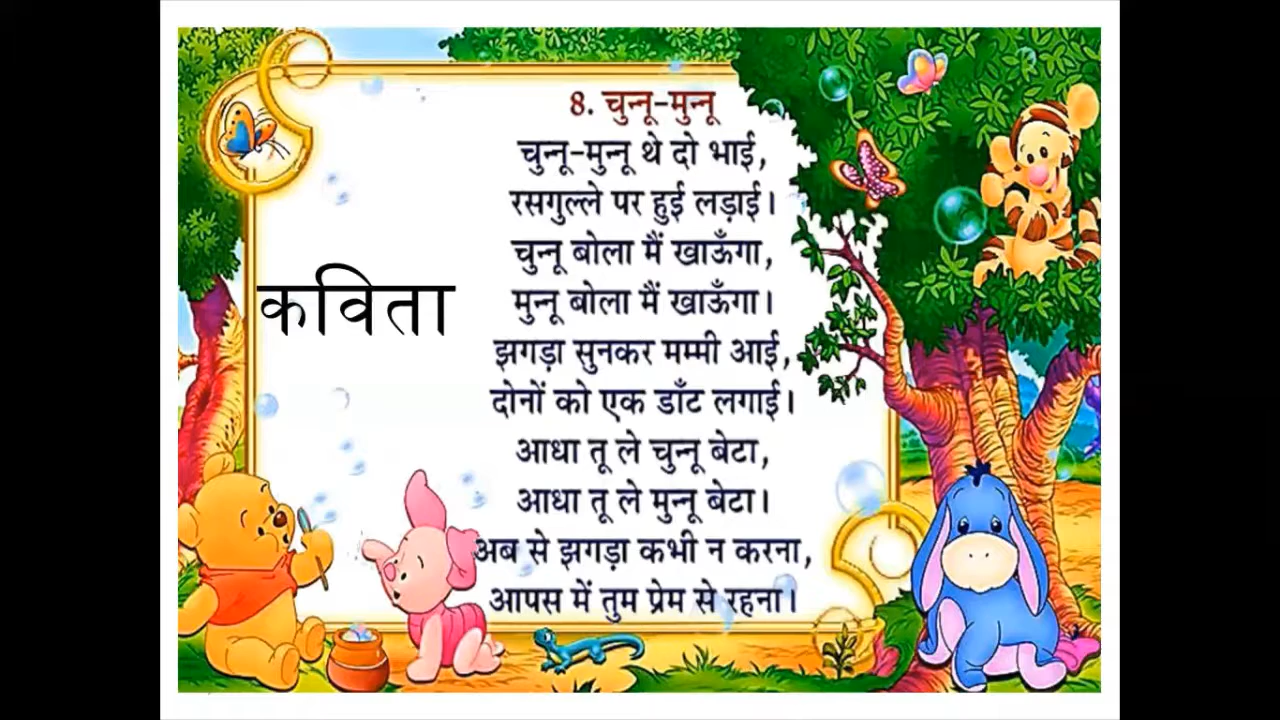 8. चुन्नू-मुन्नू
चुन्नू-मुन्नू थे दो भाई,
रसगुल्ले पर हुई लड़ाई।
चुन्नू बोला मैं खाऊँगा,
मुन्नू बोला मैं खाऊँगा।
कविता
झगड़ा सुनकर मम्मी आई,
दोनों को एक डाँट लगाई।
आधा तू ले चुन्नू बेटा,
आधा तू ले मुन्नू बेटा।
अब से झगड़ा कभी न करना,
आपस में तुम प्रेम से रहना।